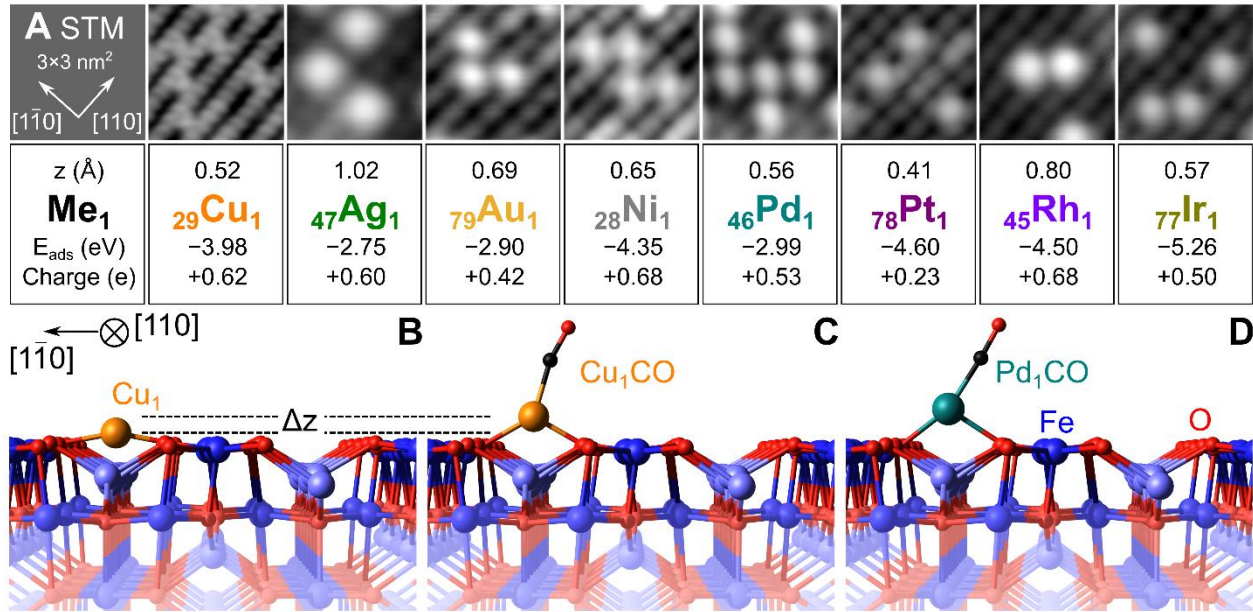 A STM
3×3 nm²
[11̅0] [110]
z (Å) 0.52 1.02 0.69 0.65 0.56 0.41 0.80 0.57
Me₁ ₂₉Cu₁ ₄₇Ag₁ ₇₉Au₁ ₂₈Ni₁ ₄₆Pd₁ ₇₈Pt₁ ₄₅Rh₁ ₇₇Ir₁
E_ads (eV) −3.98 −2.75 −2.90 −4.35 −2.99 −4.60 −4.50 −5.26
Charge (e) +0.62 +0.60 +0.42 +0.68 +0.53 +0.23 +0.68 +0.50
[110] B C D
[11̅0]
Cu₁ Cu₁CO Pd₁CO
Δz Fe O